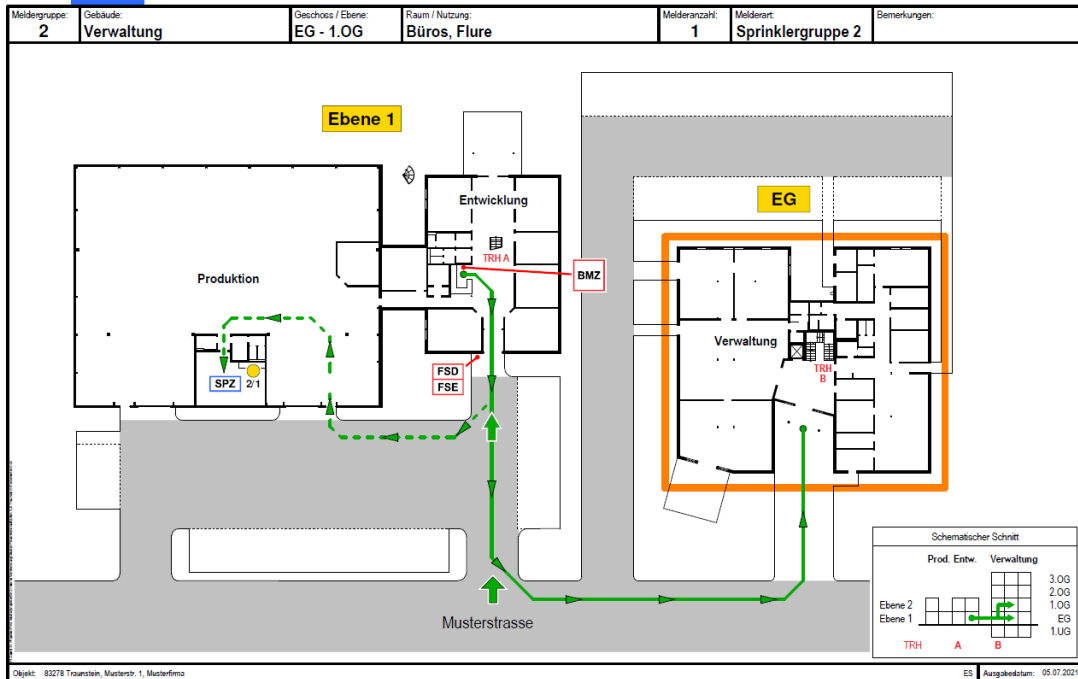 Meldergruppe:
2
Gebäude:
Verwaltung
Geschoss / Ebene:
EG - 1.OG
Raum / Nutzung:
Büros, Flure
Melderanzahl:
1
Melderart:
Sprinklergruppe 2
Bemerkungen:
Ebene 1
EG
Entwicklung
TRH A
BMZ
Produktion
Verwaltung
TRH
B
SPZ
2/1
FSD
FSE
Musterstrasse
Schematischer Schnitt
Prod. Entw. Verwaltung
3.OG
2.OG
Ebene 2 1.OG
Ebene 1 EG
1.UG
TRH A B
Objekt: 83278 Traunstein, Musterstr. 1, Musterfirma
ES
Ausgabedatum: 05.07.2021